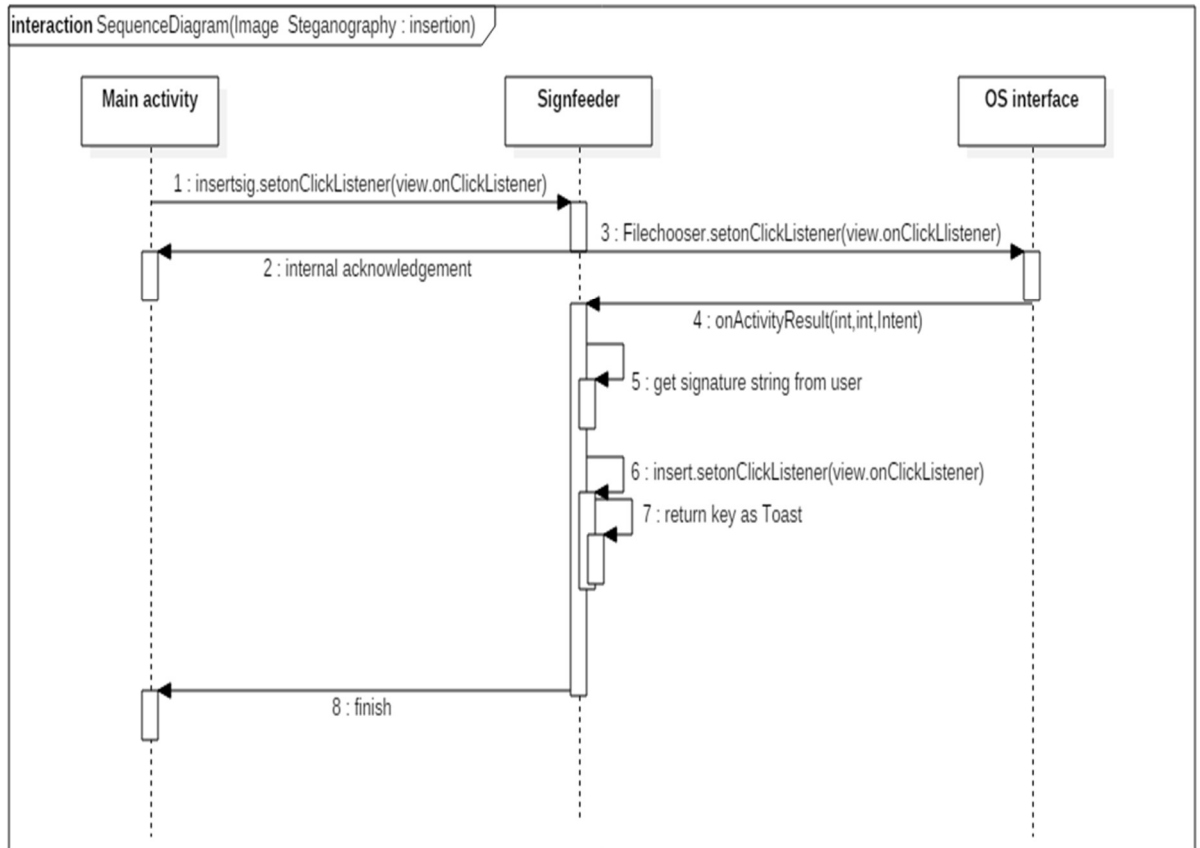 interaction SequenceDiagram(Image Steganography : insertion)
Main activity
Signfeeder
OS interface
1 : insertsig.setonClickListener(view.onClickListener)
3 : Filechooser.setonClickListener(view.onClickLlistener)
2 : internal acknowledgement
4 : onActivityResult(int,int,Intent)
5 : get signature string from user
6 : insert.setonClickListener(view.onClickListener)
7 : return key as Toast
8 : finish